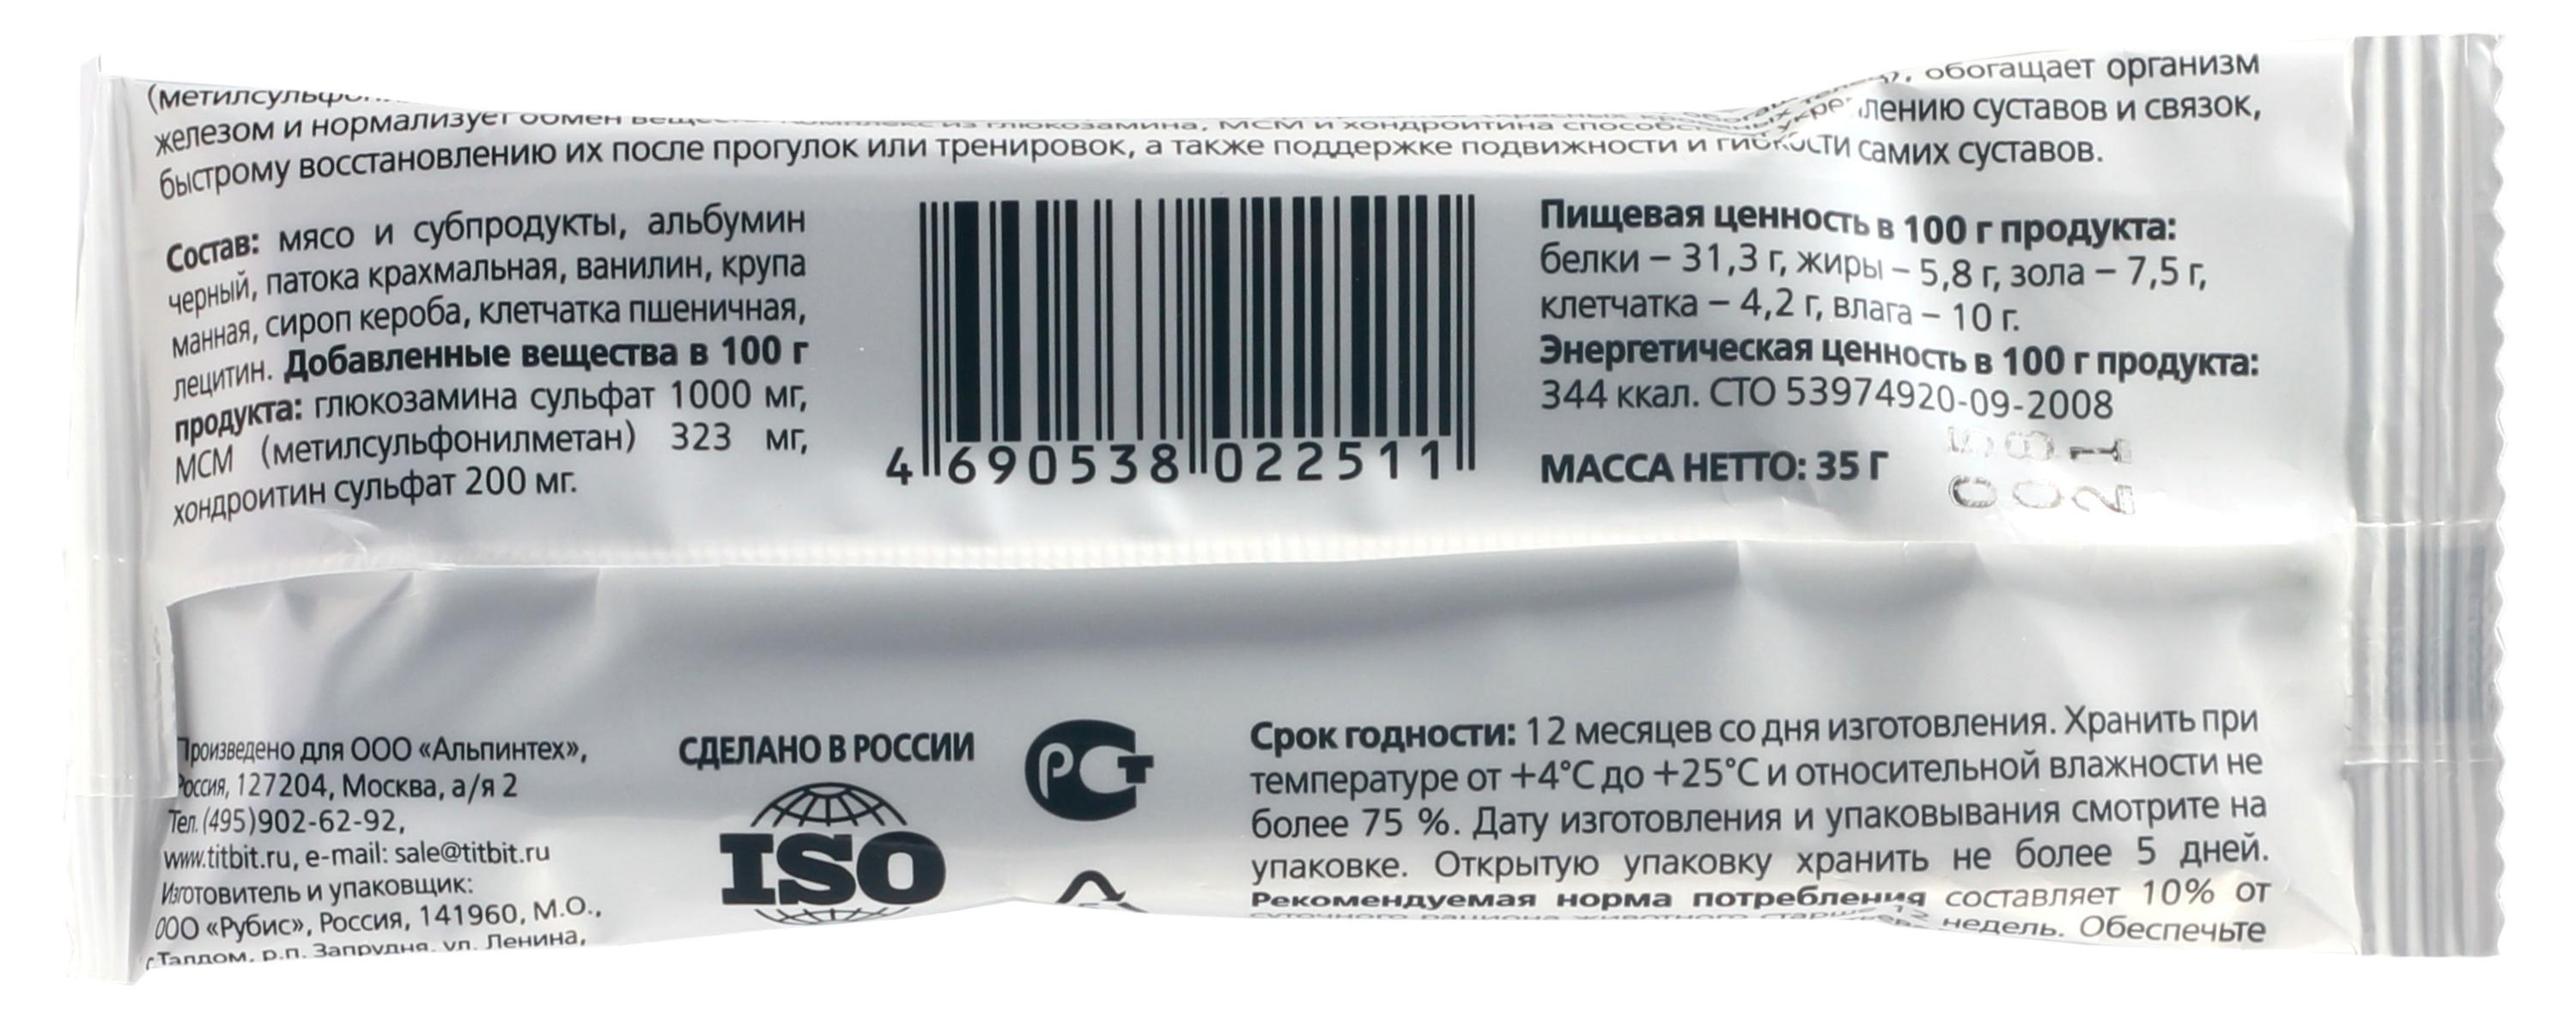 обогащает организм
железом и нормализует обмен лению суставов и связок,
быстрому восстановлению их после прогулок или тренировок, а также поддержке подвижности и гибкости самих суставов.
Состав: мясо и субпродукты, альбумин
черный, патока крахмальная, ванилин, крупа
манная, сироп кероба, клетчатка пшеничная,
лецитин. Добавленные вещества в 100 г
продукта: глюкозамина сульфат 1000 мг,
МСМ (метилсульфонилметан) 323 мг,
хондроитин сульфат 200 мг.
4 690538 022511
Пищевая ценность в 100 г продукта:
белки – 31,3 г, жиры – 5,8 г, зола – 7,5 г,
клетчатка – 4,2 г, влага – 10 г.
Энергетическая ценность в 100 г продукта:
344 ккал. СТО 53974920-09-2008
МАССА НЕТТО: 35 Г
Произведено для ООО «Альпинтех»,
Россия, 127204, Москва, а/я 2
Тел. (495)902-62-92,
www.titbit.ru, e-mail: sale@titbit.ru
Изготовитель и упаковщик:
ООО «Рубис», Россия, 141960, М.О.,
г. Талдом, р.п. Запрудня, ул. Ленина,
СДЕЛАНО В РОССИИ
ISO
РСТ
Срок годности: 12 месяцев со дня изготовления. Хранить при
температуре от +4°С до +25°С и относительной влажности не
более 75 %. Дату изготовления и упаковывания смотрите на
упаковке. Открытую упаковку хранить не более 5 дней.
Рекомендуемая норма потребления составляет 10% от
недель. Обеспечьте